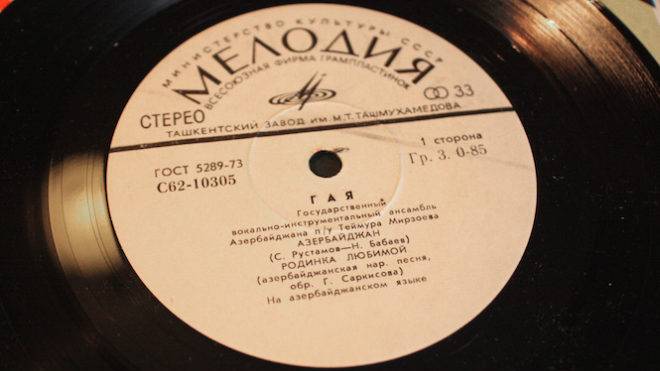 МИНИСТЕРСТВО КУЛЬТУРЫ СССР
МЕЛОДИЯ
ВСЕСОЮЗНАЯ ФИРМА ГРАМПЛАСТИНОК
СТЕРЕО
33
ТАШКЕНТСКИЙ ЗАВОД ИМ. М.Т. ТАШМУХАМЕДОВА
ГОСТ 5289-73
1 сторона
С62-10305
Гр. 3. 0-85
ГАЯ
Государственный
вокально-инструментальный ансамбль
Азербайджана п/у Теймура Мирзоева
АЗЕРБАЙДЖАН
(С. Рустамов—Н. Бабаев)
РОДИНКА ЛЮБИМОЙ
(азербайджанская нар. песня,
обр. Г. Саркисова)
На азербайджанском языке